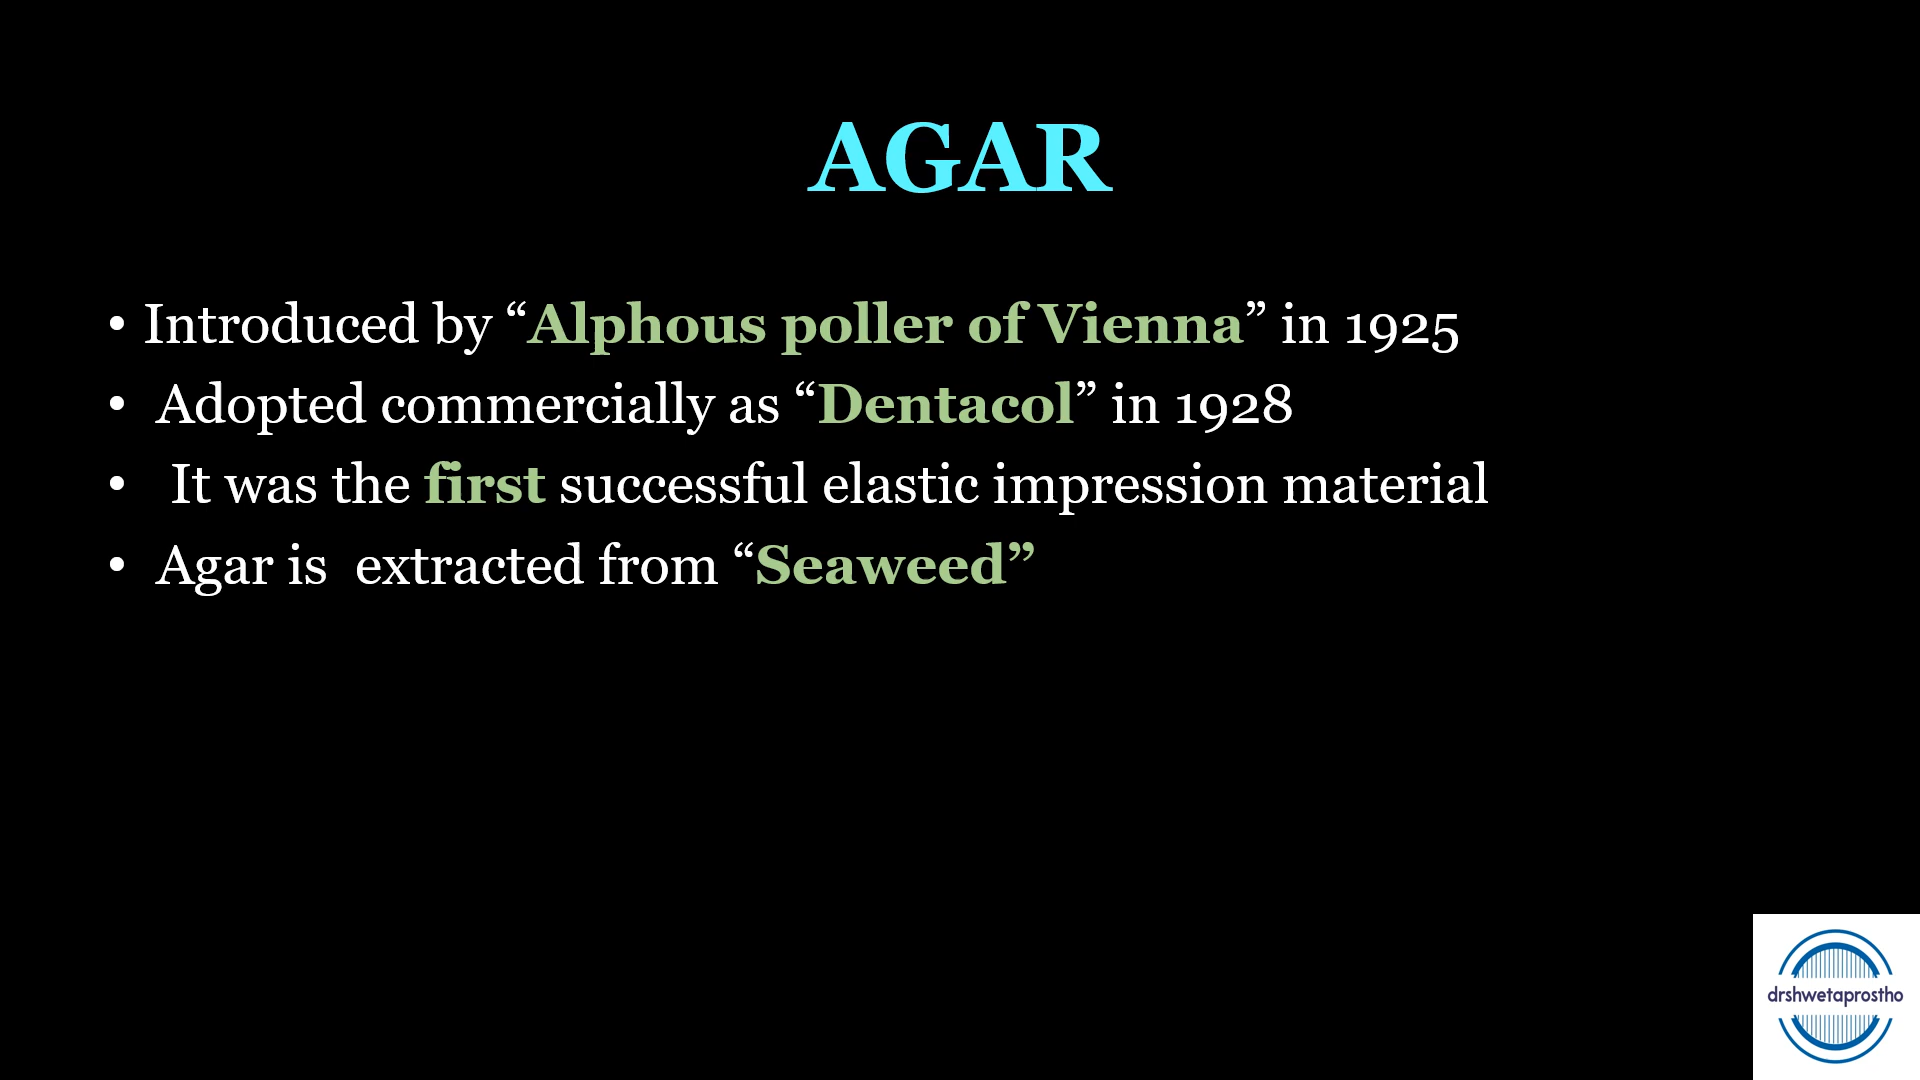 AGAR
• Introduced by “Alphous poller of Vienna” in 1925
• Adopted commercially as “Dentacol” in 1928
• It was the first successful elastic impression material
• Agar is extracted from “Seaweed”
drshwetaprostho